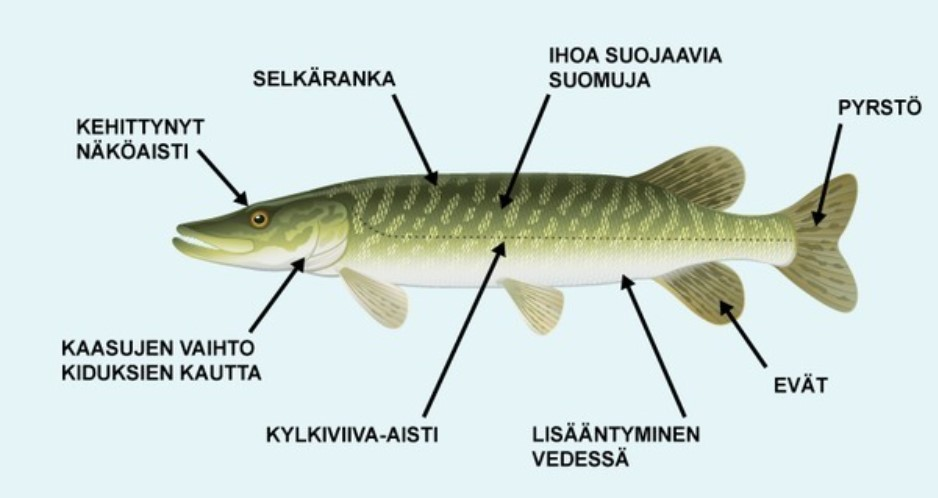 IHOA SUOJAAVIA
SUOMUJA
SELKÄRANKA
PYRSTÖ
KEHITTYNYT
NÄKÖAISTI
KAASUJEN VAIHTO
KIDUKSIEN KAUTTA
EVÄT
KYLKIVIIVA-AISTI
LISÄÄNTYMINEN
VEDESSÄ